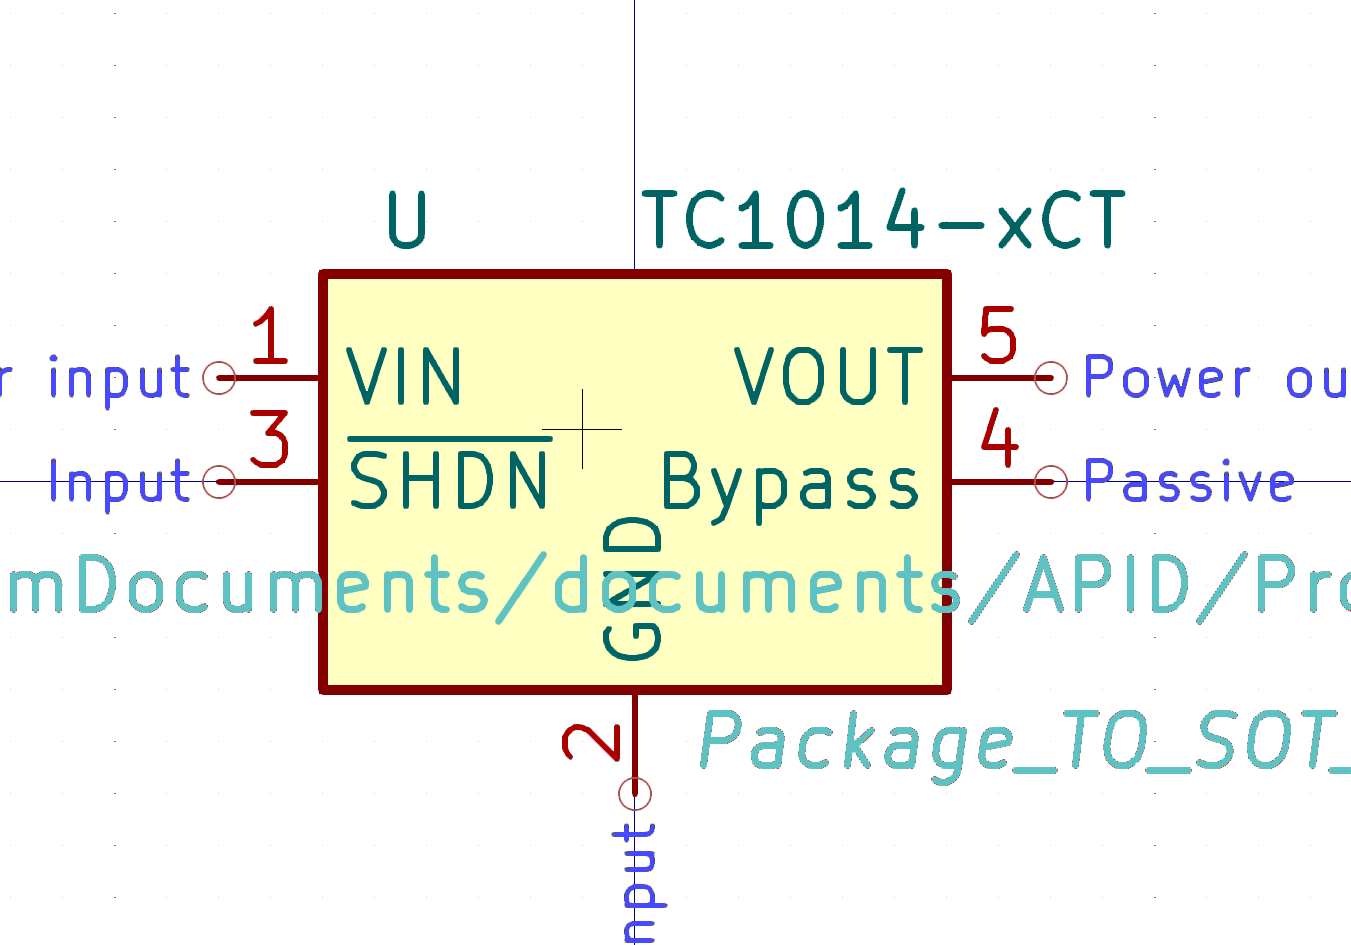 U TC1014-xCT
1 5
r input VIN VOUT Power ou
3 4
Input SHDN Bypass Passive
GND
mDocuments/documents/APID/Pro
2 Package_TO_SOT_
nput